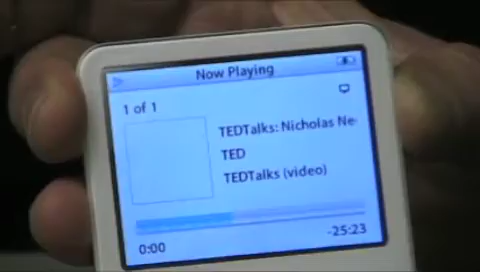 Now Playing
1 of 1
TEDTalks: Nicholas Ne
TED
TEDTalks (video)
0:00
-25:23